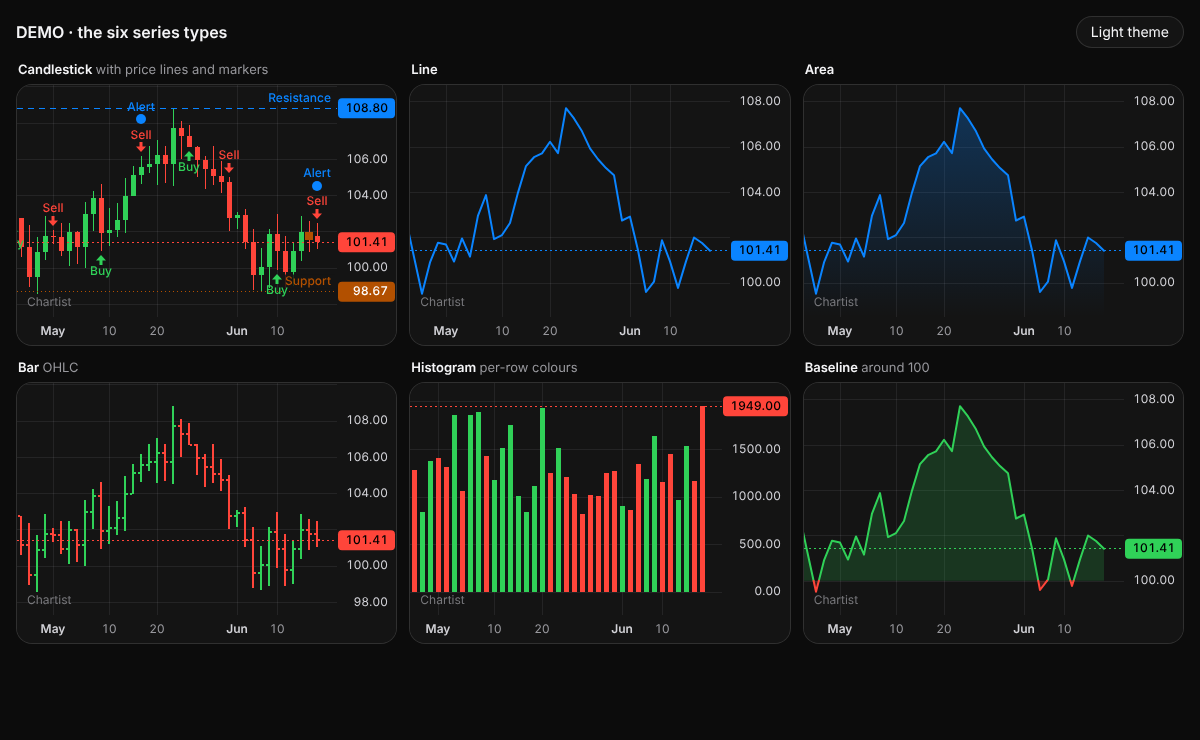 DEMO · the six series types
Light theme
Candlestick with price lines and markers
Resistance
108.80
Alert
Sell
Buy
Sell
106.00
Alert
104.00
Sell
Sell
101.41
Buy
100.00
Support
Buy
98.67
Chartist
May 10 20 Jun 10
Line
108.00
106.00
104.00
101.41
100.00
Chartist
May 10 20 Jun 10
Area
108.00
106.00
104.00
101.41
100.00
Chartist
May 10 20 Jun 10
Bar OHLC
108.00
106.00
104.00
101.41
100.00
98.00
Chartist
May 10 20 Jun 10
Histogram per-row colours
1949.00
1500.00
1000.00
500.00
0.00
Chartist
May 10 20 Jun 10
Baseline around 100
108.00
106.00
104.00
101.41
100.00
Chartist
May 10 20 Jun 10